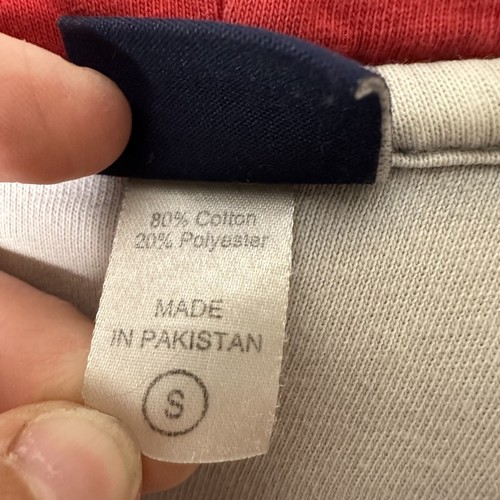 80% Cotton
20% Polyester
MADE
IN PAKISTAN
S